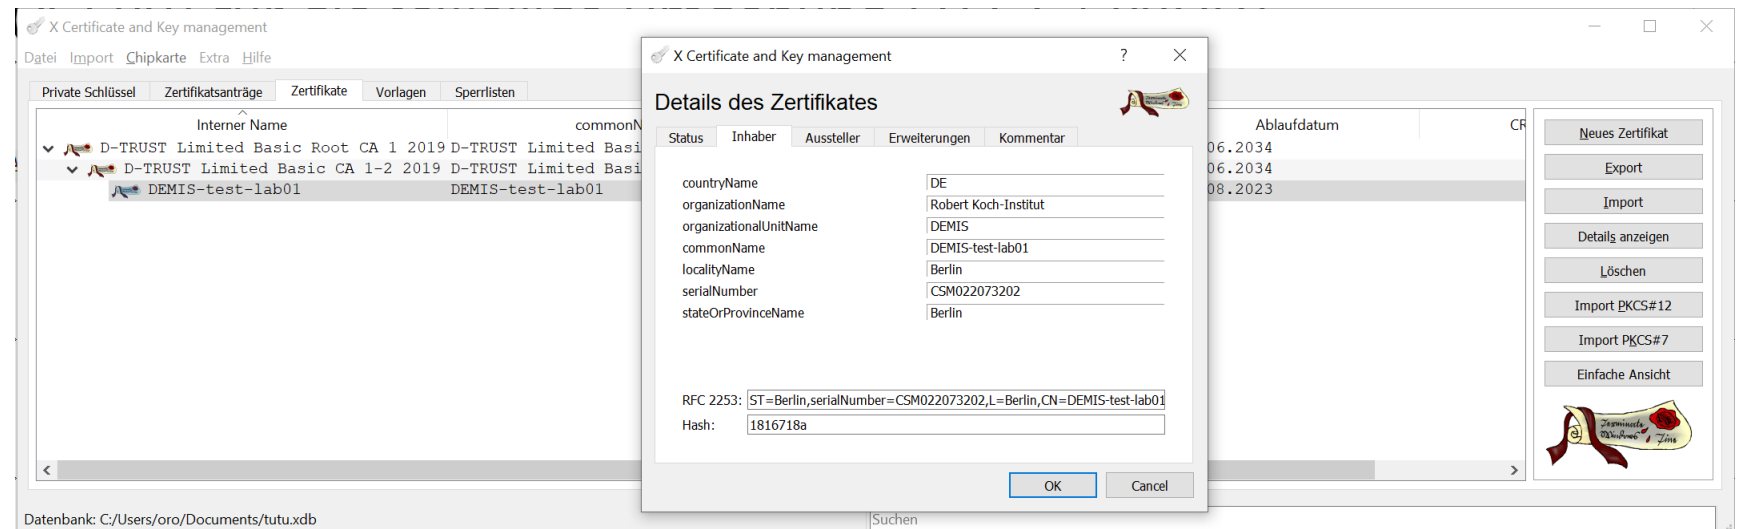 X Certificate and Key management
Datei Import Chipkarte Extra Hilfe
Private Schlüssel Zertifikatsanträge Zertifikate Vorlagen Sperrlisten
Interner Name commonN Ablaufdatum CR
D-TRUST Limited Basic Root CA 1 2019 D-TRUST Limited Basi 06.2034
D-TRUST Limited Basic CA 1-2 2019 D-TRUST Limited Basi 06.2034
DEMIS-test-lab01 DEMIS-test-lab01 08.2023
X Certificate and Key management ?
Details des Zertifikates
Status Inhaber Aussteller Erweiterungen Kommentar
countryName DE
organizationName Robert Koch-Institut
organizationalUnitName DEMIS
commonName DEMIS-test-lab01
localityName Berlin
serialNumber CSM022073202
stateOrProvinceName Berlin
RFC 2253: ST=Berlin,serialNumber=CSM022073202,L=Berlin,CN=DEMIS-test-lab01
Hash: 1816718a
OK Cancel
Neues Zertifikat
Export
Import
Details anzeigen
Löschen
Import PKCS#12
Import PKCS#7
Einfache Ansicht
Datenbank: C:/Users/oro/Documents/tutu.xdb
Suchen